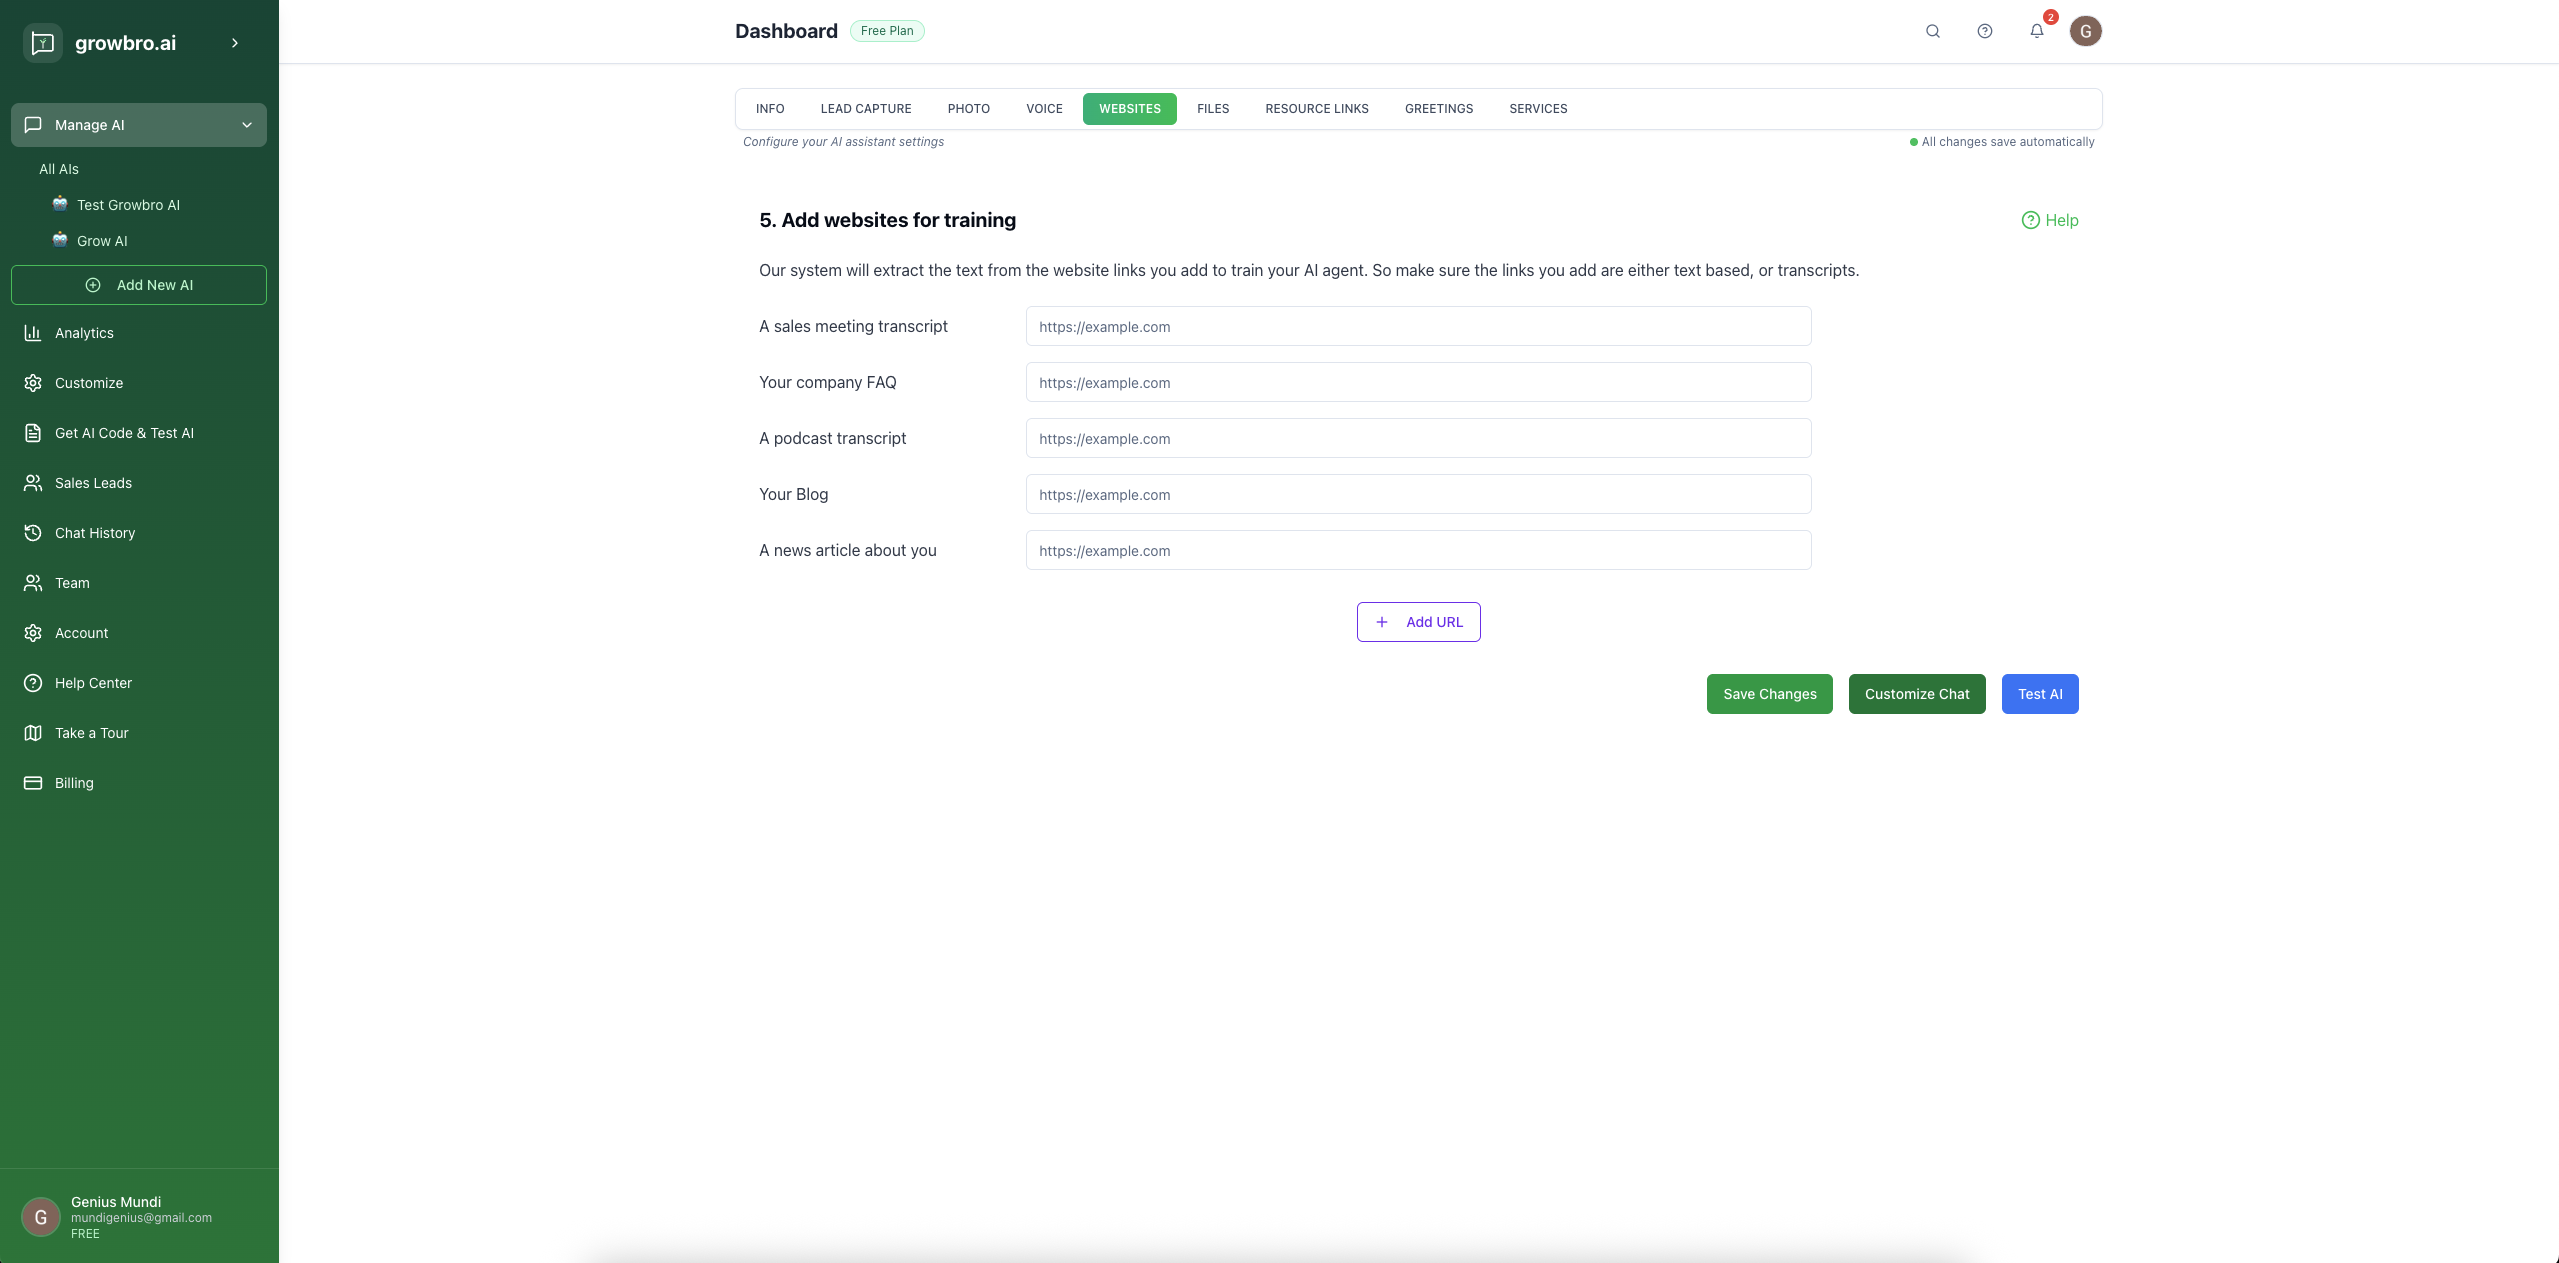 growbro.ai
Manage AI
All AIs
Test Growbro AI
Grow AI
Add New AI
Analytics
Customize
Get AI Code & Test AI
Sales Leads
Chat History
Team
Account
Help Center
Take a Tour
Billing
G
Genius Mundi
mundigenius@gmail.com
FREE
Dashboard Free Plan
2
G
INFO LEAD CAPTURE PHOTO VOICE WEBSITES FILES RESOURCE LINKS GREETINGS SERVICES
Configure your AI assistant settings All changes save automatically
5. Add websites for training Help
Our system will extract the text from the website links you add to train your AI agent. So make sure the links you add are either text based, or transcripts.
A sales meeting transcript https://example.com
Your company FAQ https://example.com
A podcast transcript https://example.com
Your Blog https://example.com
A news article about you https://example.com
Add URL
Save Changes Customize Chat Test AI